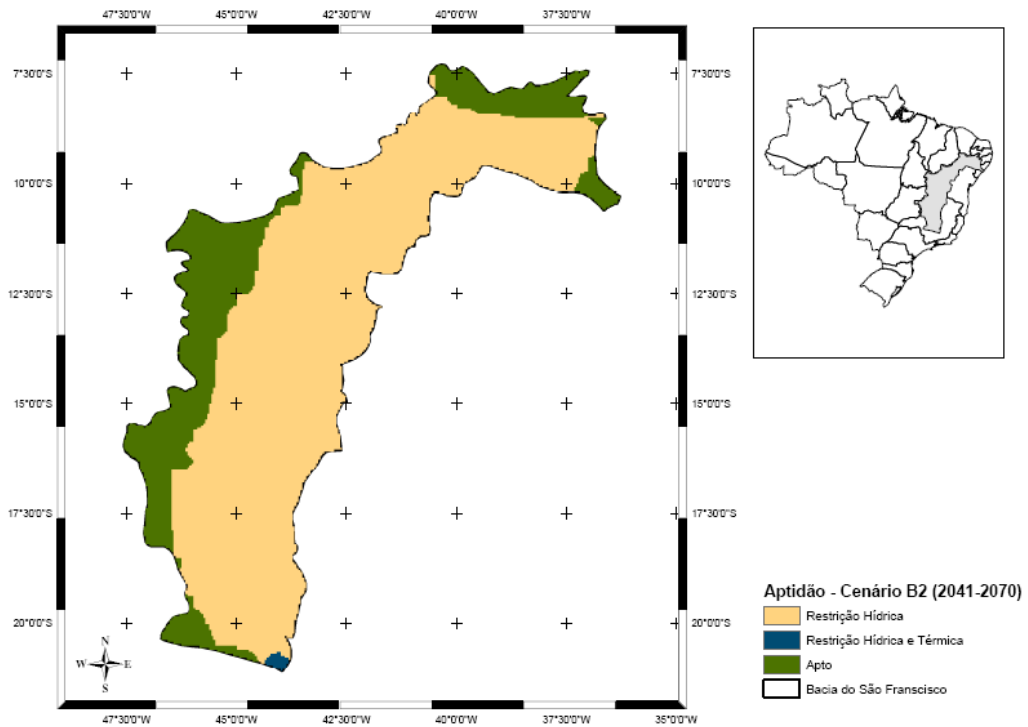 47°30'0"W 45°0'0"W 42°30'0"W 40°0'0"W 37°30'0"W
7°30'0"S 7°30'0"S
10°0'0"S 10°0'0"S
12°30'0"S 12°30'0"S
15°0'0"S 15°0'0"S
17°30'0"S 17°30'0"S
20°0'0"S 20°0'0"S
N
W E
S
47°30'0"W 45°0'0"W 42°30'0"W 40°0'0"W 37°30'0"W 35°0'0"W
Aptidão - Cenário B2 (2041-2070)
Restrição Hídrica
Restrição Hídrica e Térmica
Apto
Bacia do São Franscisco